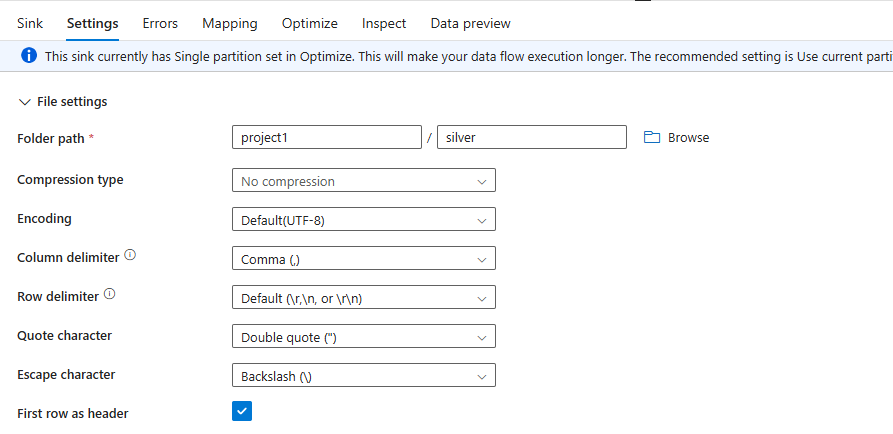 Sink Settings Errors Mapping Optimize Inspect Data preview
This sink currently has Single partition set in Optimize. This will make your data flow execution longer. The recommended setting is Use current parti
File settings
Folder path * project1 / silver Browse
Compression type No compression
Encoding Default(UTF-8)
Column delimiter Comma (,)
Row delimiter Default (\r,\n, or \r\n)
Quote character Double quote (")
Escape character Backslash (\)
First row as header